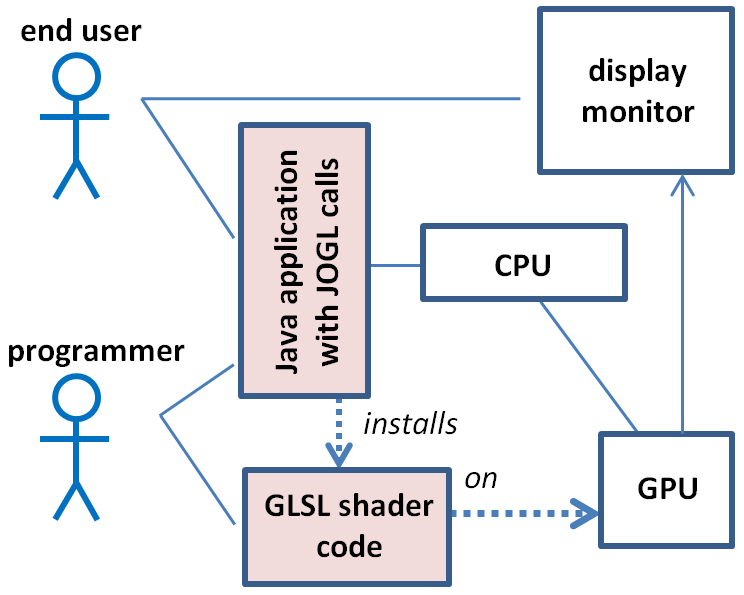 end user
display
monitor
Java application
with JOGL calls
CPU
programmer
installs
GLSL shader
code
on
GPU